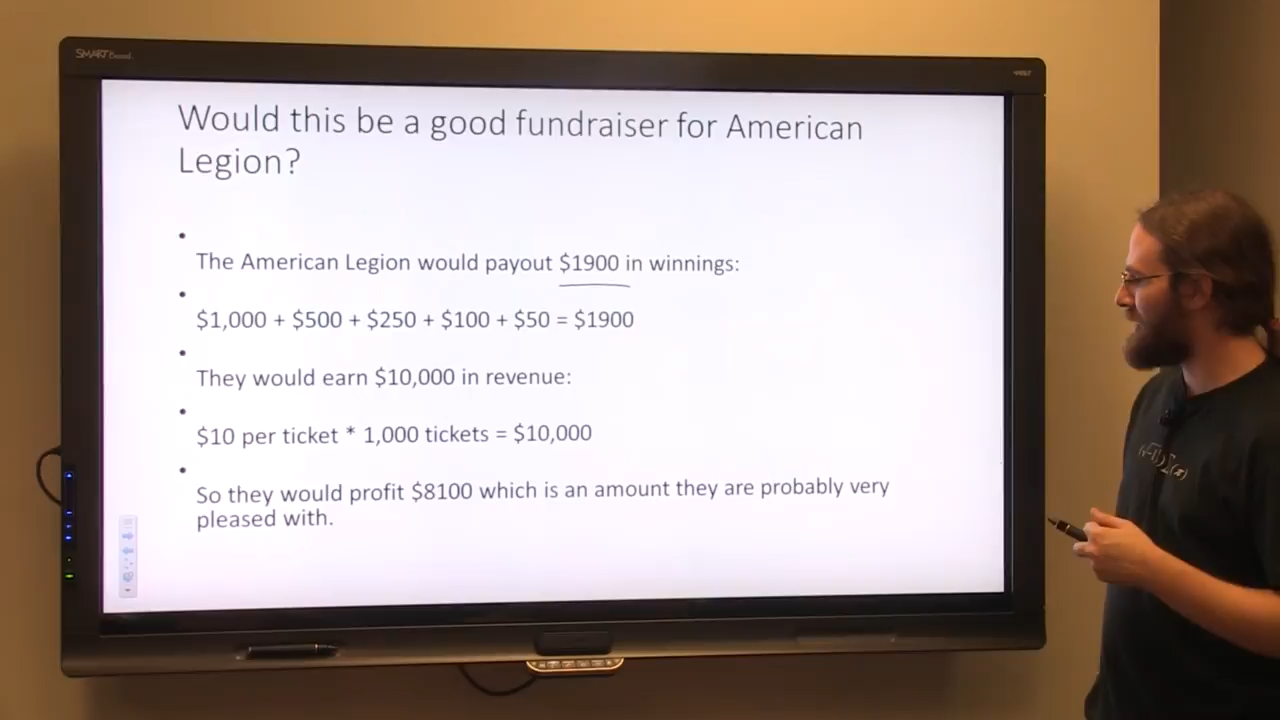 SMART Board
Would this be a good fundraiser for American
Legion?
The American Legion would payout $1900 in winnings:
$1,000 + $500 + $250 + $100 + $50 = $1900
They would earn $10,000 in revenue:
$10 per ticket * 1,000 tickets = $10,000
So they would profit $8100 which is an amount they are probably very
pleased with.